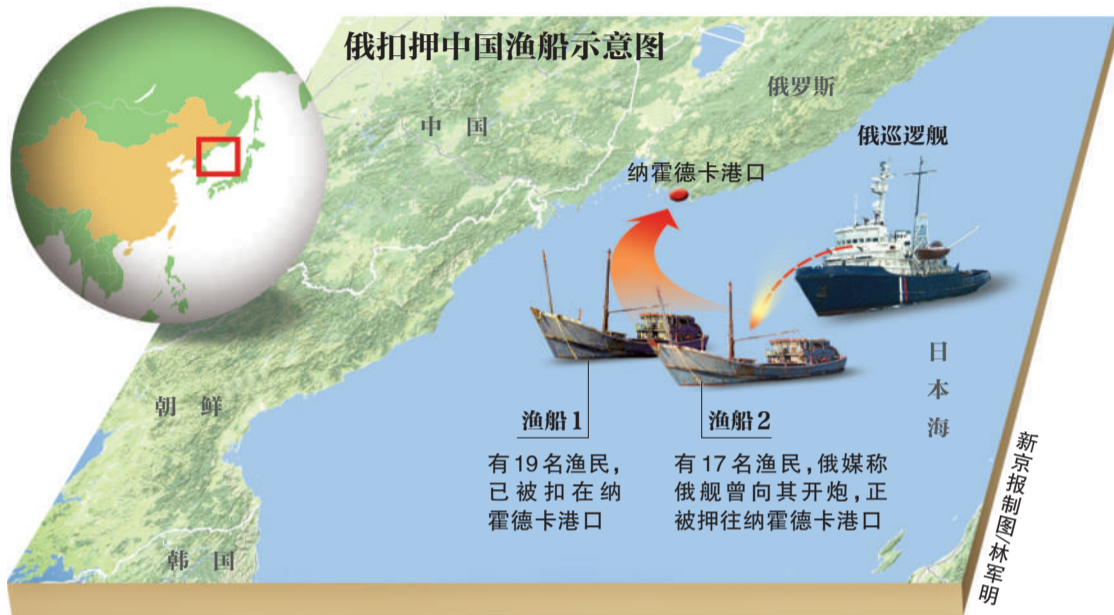 俄扣押中国渔船示意图
俄罗斯
中 国
俄巡逻舰
纳霍德卡港口
日本海
朝 鲜
渔船1
有19名渔民，
已被扣在纳
霍德卡港口
渔船2
有17名渔民，俄媒称
俄舰曾向其开炮，正
被押往纳霍德卡港口
韩 国
新京报制图/林军明